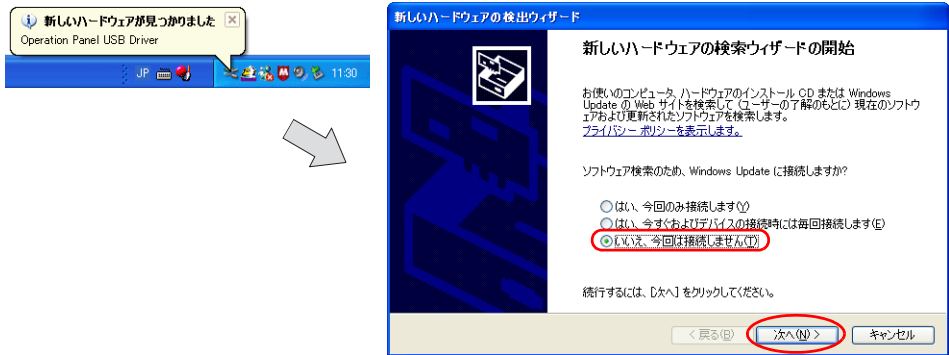 新しいハードウェアが見つかりました
Operation Panel USB Driver
JP
11:30
新しいハードウェアの検出ウィザード
新しいハードウェアの検索ウィザードの開始
お使いのコンピュータ、ハードウェアのインストール CD または Windows
Update の Web サイトを検索して (ユーザーの了解のもとに) 現在のソフトウ
ェアおよび更新されたソフトウェアを検索します。
プライバシー ポリシーを表示します。
ソフトウェア検索のため、Windows Update に接続しますか?
はい、今回のみ接続します(Y)
はい、今すぐおよびデバイスの接続時には毎回接続します(E)
いいえ、今回は接続しません(T)
続行するには、[次へ] をクリックしてください。
< 戻る(B)
次へ(N) >
キャンセル